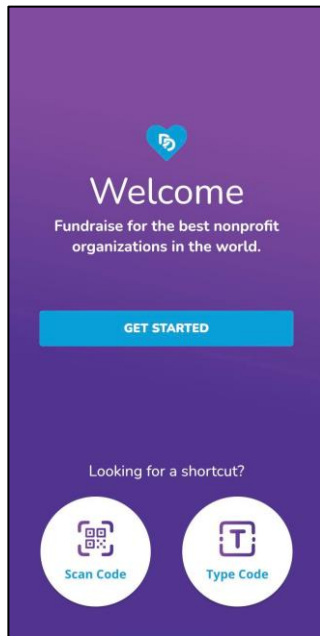 Welcome
Fundraise for the best nonprofit
organizations in the world.
GET STARTED
Looking for a shortcut?
Scan Code
T
Type Code